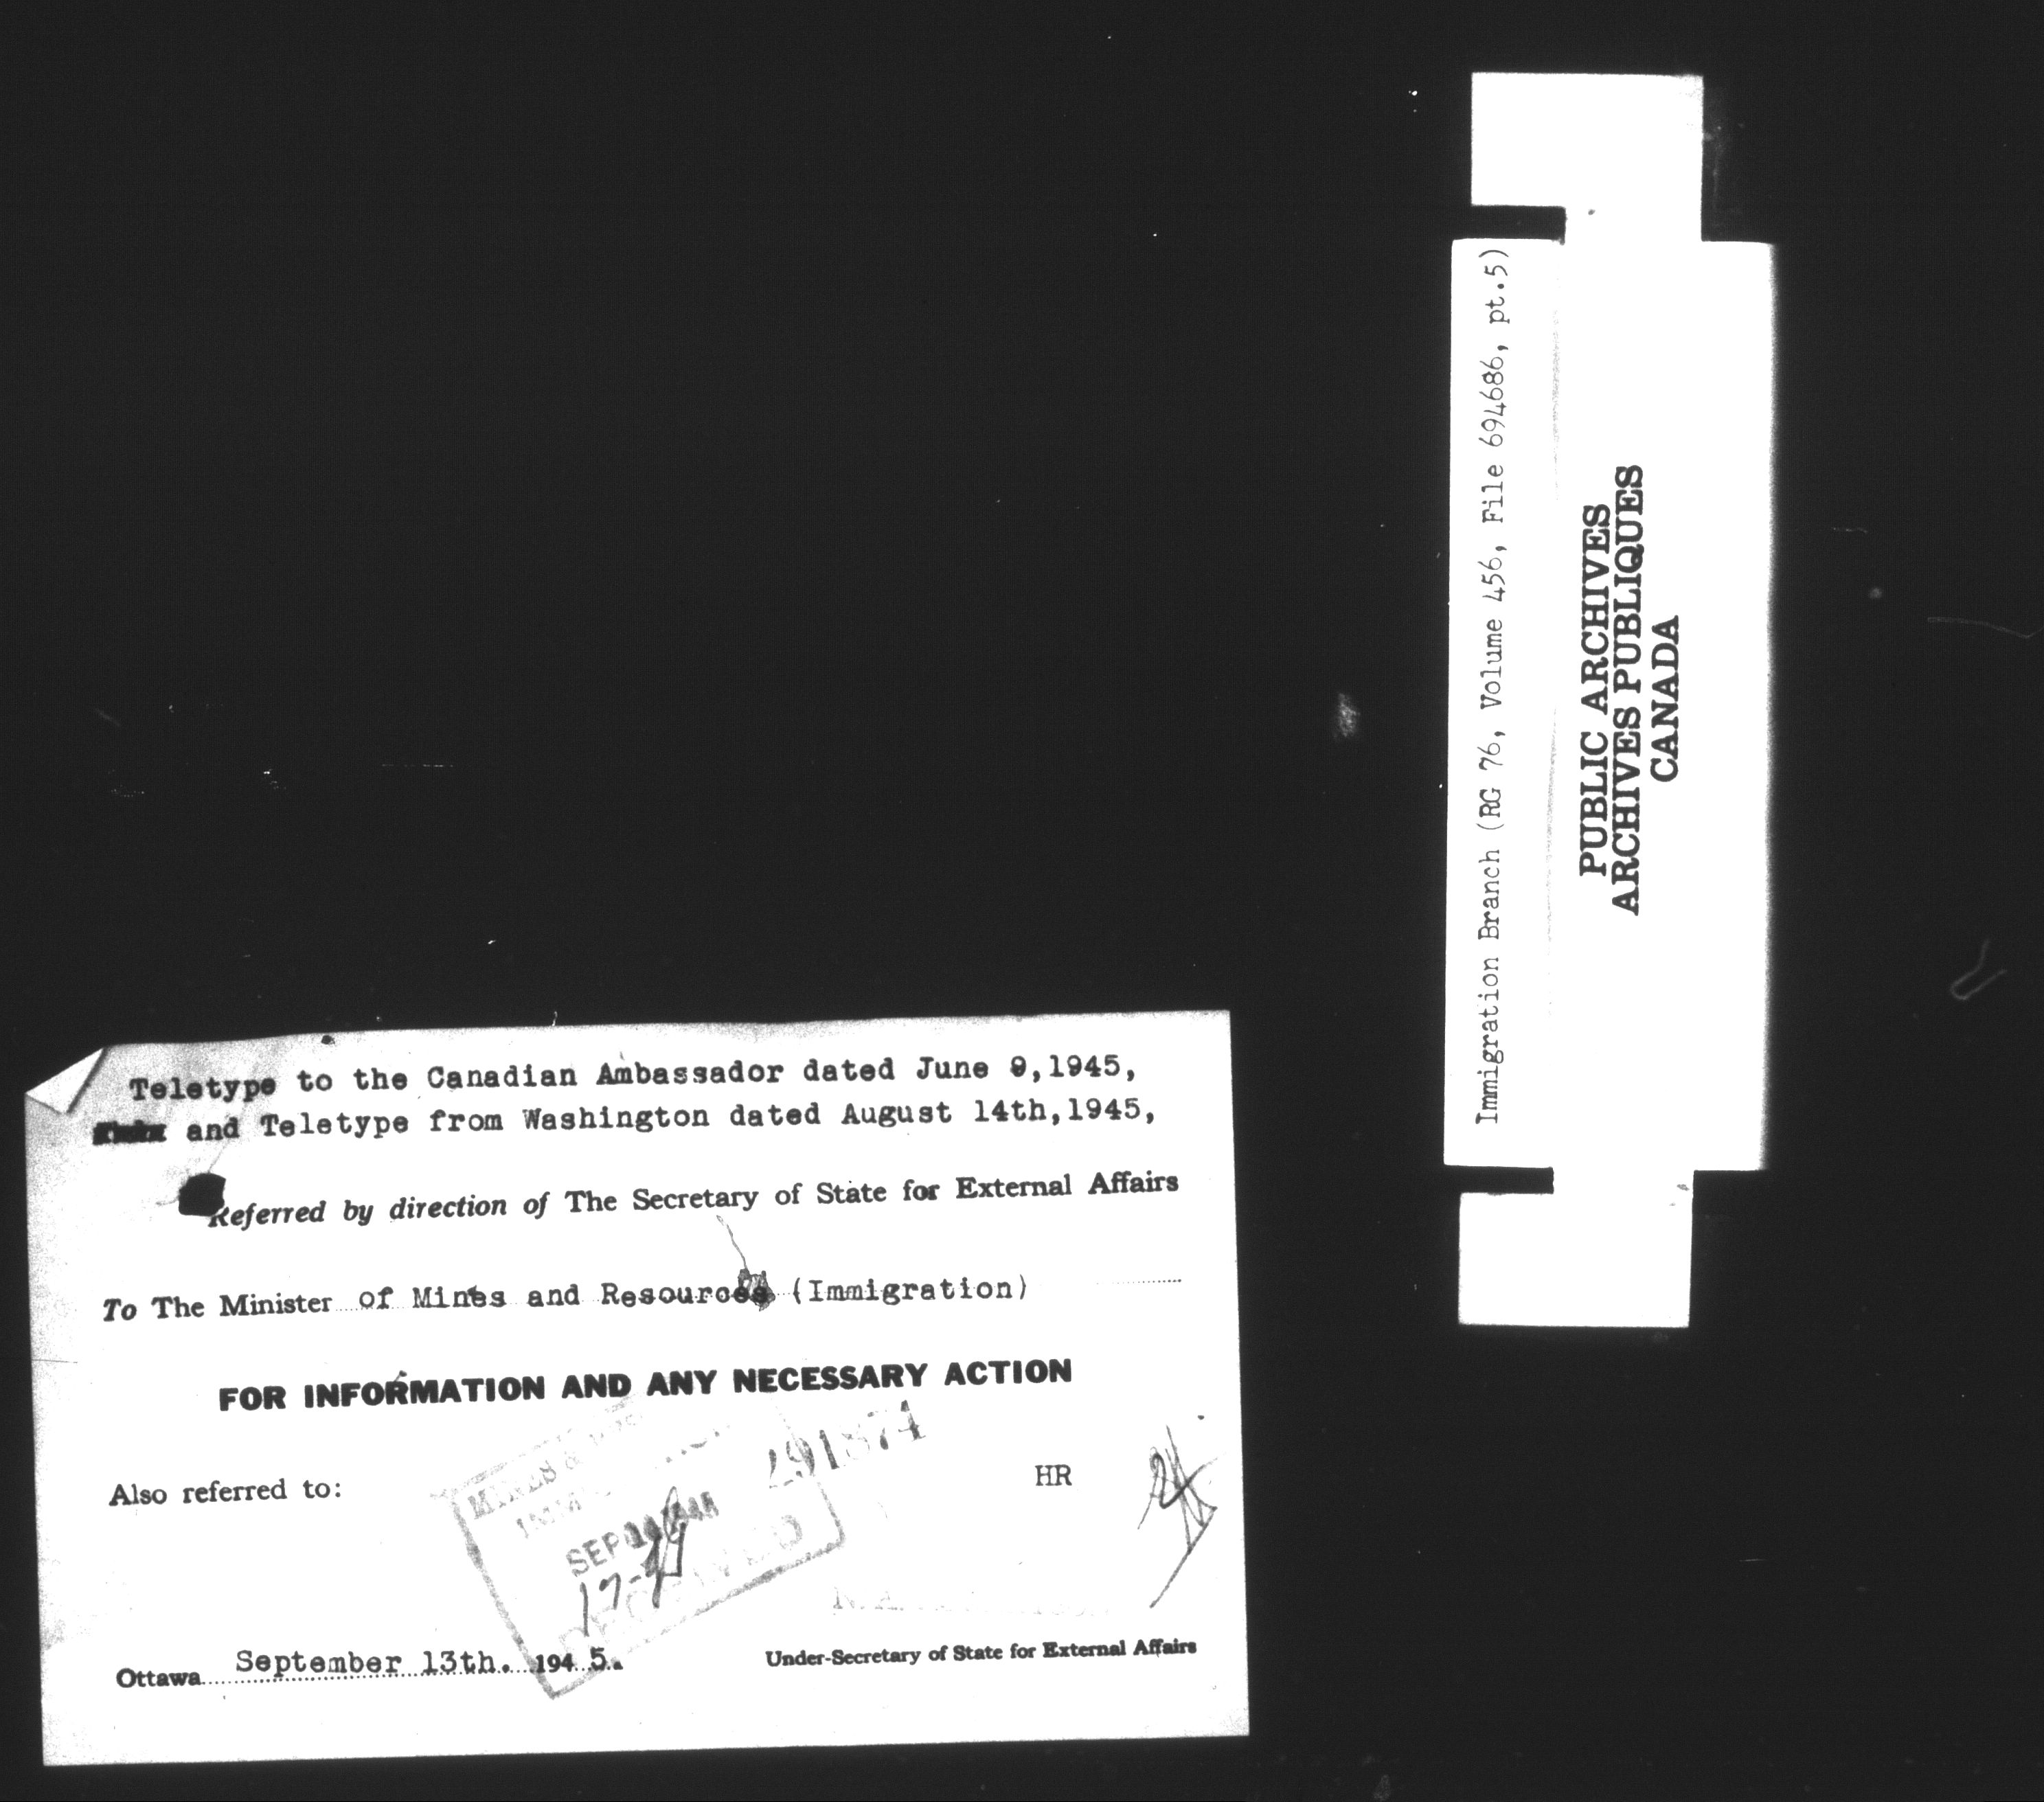 Teletype to the Canadian Ambassador dated June 9,1945,
and Teletype from Washington dated August 14th,1945,
Referred by direction of The Secretary of State for External Affairs
To The Minister of Mines and Resources (Immigration)
FOR INFORMATION AND ANY NECESSARY ACTION
Also referred to:
HR
MINES &
SEP
Ottawa September 13th. 1945.
Under-Secretary of State for External Affairs
Immigration Branch (RG 76, Volume 456, File 694686, pt.5)
PUBLIC ARCHIVES
ARCHIVES PUBLIQUES
CANADA